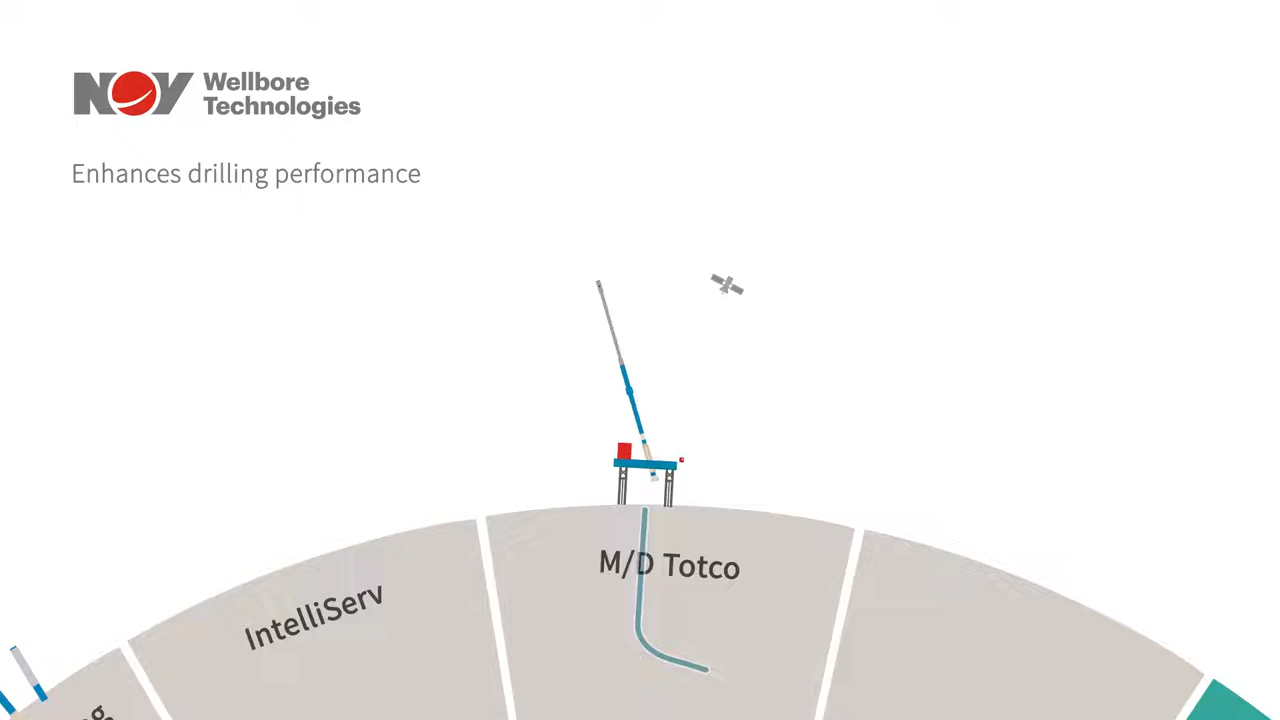 NOV Wellbore
Technologies
Enhances drilling performance
M/D Totco
IntelliServ